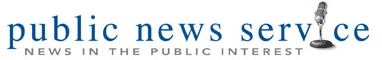 public news service
NEWS IN THE PUBLIC INTEREST